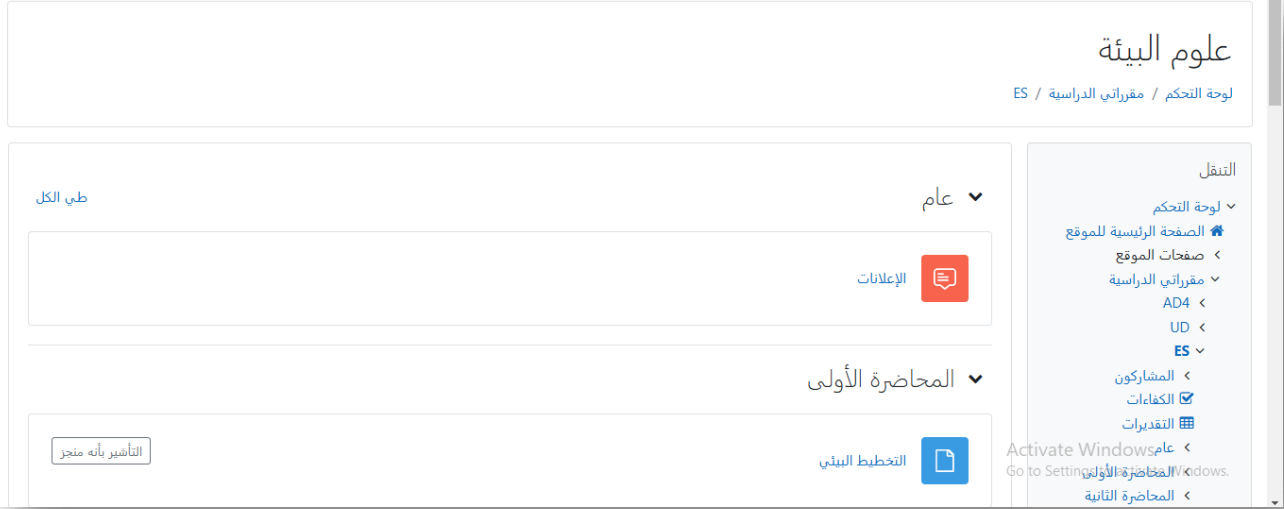 علوم البيئة
لوحة التحكم / مقرراتي الدراسية / ES
التنقل
لوحة التحكم
الصفحة الرئيسية للموقع
صفحات الموقع
مقرراتي الدراسية
AD4
UD
ES
المشاركون
الكفاءات
التقديرات
عام
المحاضرة الأولى
المحاضرة الثانية
عام
طي الكل
الإعلانات
المحاضرة الأولى
التخطيط البيئي
التأشير بأنه منجز
Activate Windows
Go to Settings to activate Windows.